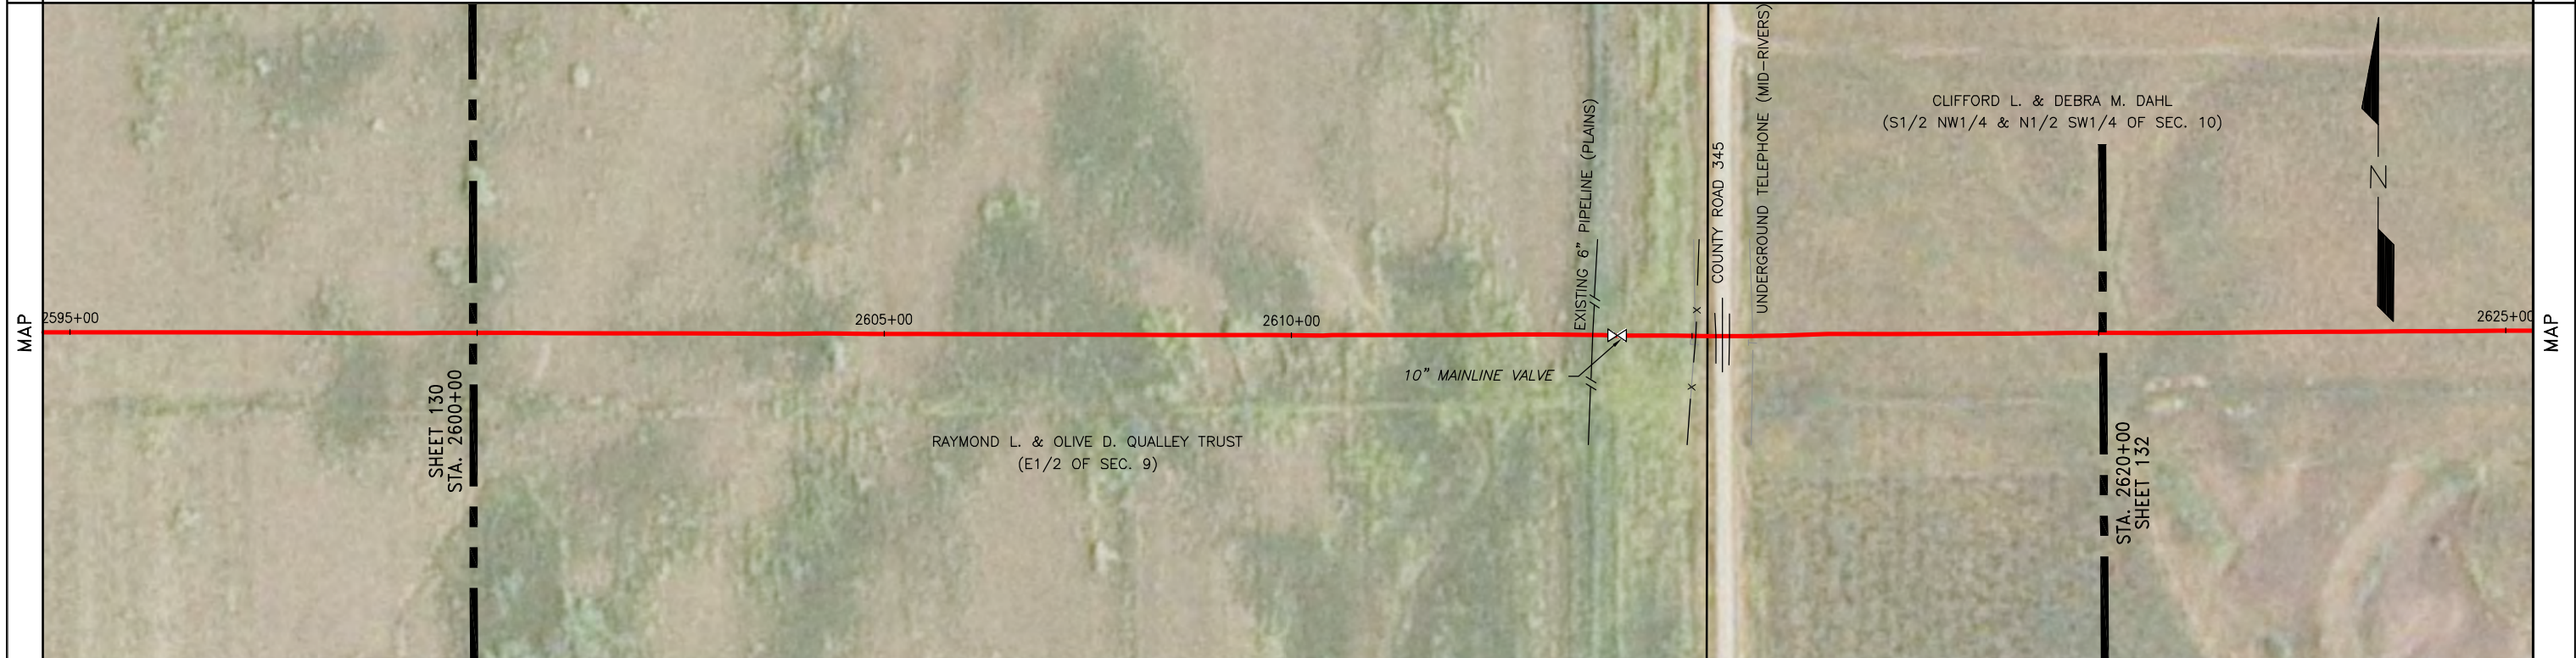 MAP
2595+00
SHEET 130
STA. 2600+00
2605+00
2610+00
RAYMOND L. & OLIVE D. QUALLEY TRUST
(E1/2 OF SEC. 9)
10" MAINLINE VALVE
EXISTING 6" PIPELINE (PLAINS)
COUNTY ROAD 345
UNDERGROUND TELEPHONE (MID-RIVERS)
CLIFFORD L. & DEBRA M. DAHL
(S1/2 NW1/4 & N1/2 SW1/4 OF SEC. 10)
STA. 2620+00
SHEET 132
N
2625+00
MAP